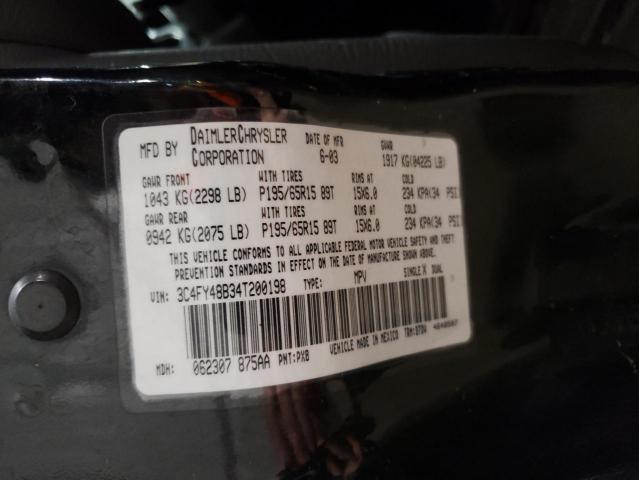 MFD BY DAIMLERCHRYSLER CORPORATION DATE OF MFR 6-03 GVWR 1917 KG(04225 LB)
GAWR FRONT WITH TIRES RIMS AT COLD
1043 KG(2298 LB) P195/65R15 89T 15X6.0 234 KPA(34 PSI
GAWR REAR WITH TIRES RIMS AT COLD
0942 KG(2075 LB) P195/65R15 89T 15X6.0 234 KPA(34 PSI
THIS VEHICLE CONFORMS TO ALL APPLICABLE FEDERAL MOTOR VEHICLE SAFETY AND THEFT
PREVENTION STANDARDS IN EFFECT ON THE DATE OF MANUFACTURE SHOWN ABOVE.
VIN: 3C4FY48B34T200198 TYPE: MPV SINGLE X DUAL
VEHICLE MADE IN MEXICO TRM:
MDH: 062307 875AA PNT:PXB